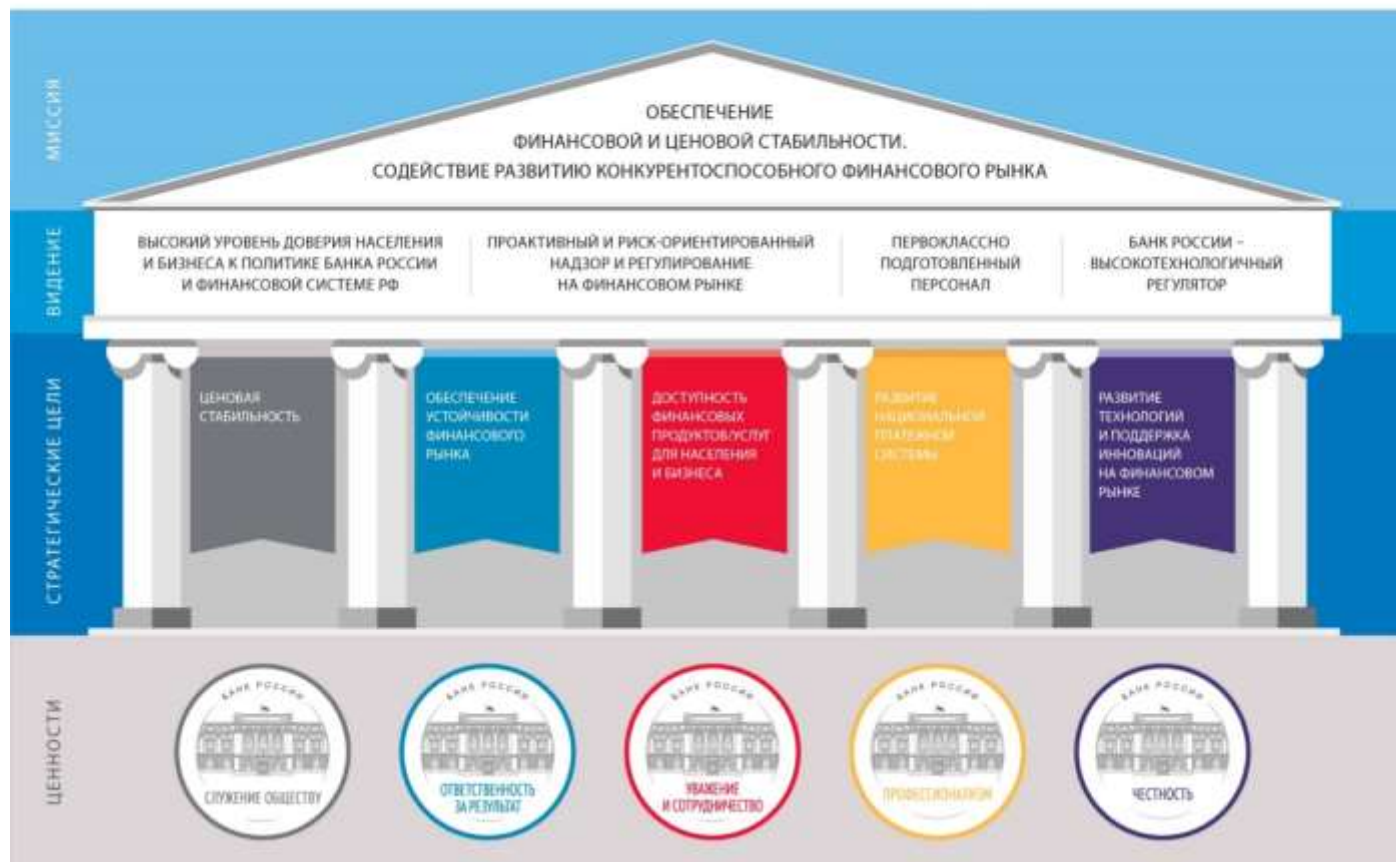 МИССИЯ
ОБЕСПЕЧЕНИЕ
ФИНАНСОВОЙ И ЦЕНОВОЙ СТАБИЛЬНОСТИ.
СОДЕЙСТВИЕ РАЗВИТИЮ КОНКУРЕНТОСПОСОБНОГО ФИНАНСОВОГО РЫНКА
ВИДЕНИЕ
ВЫСОКИЙ УРОВЕНЬ ДОВЕРИЯ НАСЕЛЕНИЯ
И БИЗНЕСА К ПОЛИТИКЕ БАНКА РОССИИ
И ФИНАНСОВОЙ СИСТЕМЕ РФ
ПРОАКТИВНЫЙ И РИСК-ОРИЕНТИРОВАННЫЙ
НАДЗОР И РЕГУЛИРОВАНИЕ
НА ФИНАНСОВОМ РЫНКЕ
ПЕРВОКЛАССНО
ПОДГОТОВЛЕННЫЙ
ПЕРСОНАЛ
БАНК РОССИИ –
ВЫСОКОТЕХНОЛОГИЧНЫЙ
РЕГУЛЯТОР
СТРАТЕГИЧЕСКИЕ ЦЕЛИ
ЦЕНОВАЯ
СТАБИЛЬНОСТЬ
ОБЕСПЕЧЕНИЕ
УСТОЙЧИВОСТИ
ФИНАНСОВОГО
РЫНКА
ДОСТУПНОСТЬ
ФИНАНСОВЫХ
ПРОДУКТОВ/УСЛУГ
ДЛЯ НАСЕЛЕНИЯ
И БИЗНЕСА
РАЗВИТИЕ
НАЦИОНАЛЬНОЙ
ПЛАТЕЖНОЙ
СИСТЕМЫ
РАЗВИТИЕ
ТЕХНОЛОГИЙ
И ПОДДЕРЖКА
ИННОВАЦИЙ
НА ФИНАНСОВОМ
РЫНКЕ
ЦЕННОСТИ
БАНК РОССИИ
СЛУЖЕНИЕ ОБЩЕСТВУ
БАНК РОССИИ
ОТВЕТСТВЕННОСТЬ
ЗА РЕЗУЛЬТАТ
БАНК РОССИИ
УВАЖЕНИЕ
И СОТРУДНИЧЕСТВО
БАНК РОССИИ
ПРОФЕССИОНАЛИЗМ
БАНК РОССИИ
ЧЕСТНОСТЬ